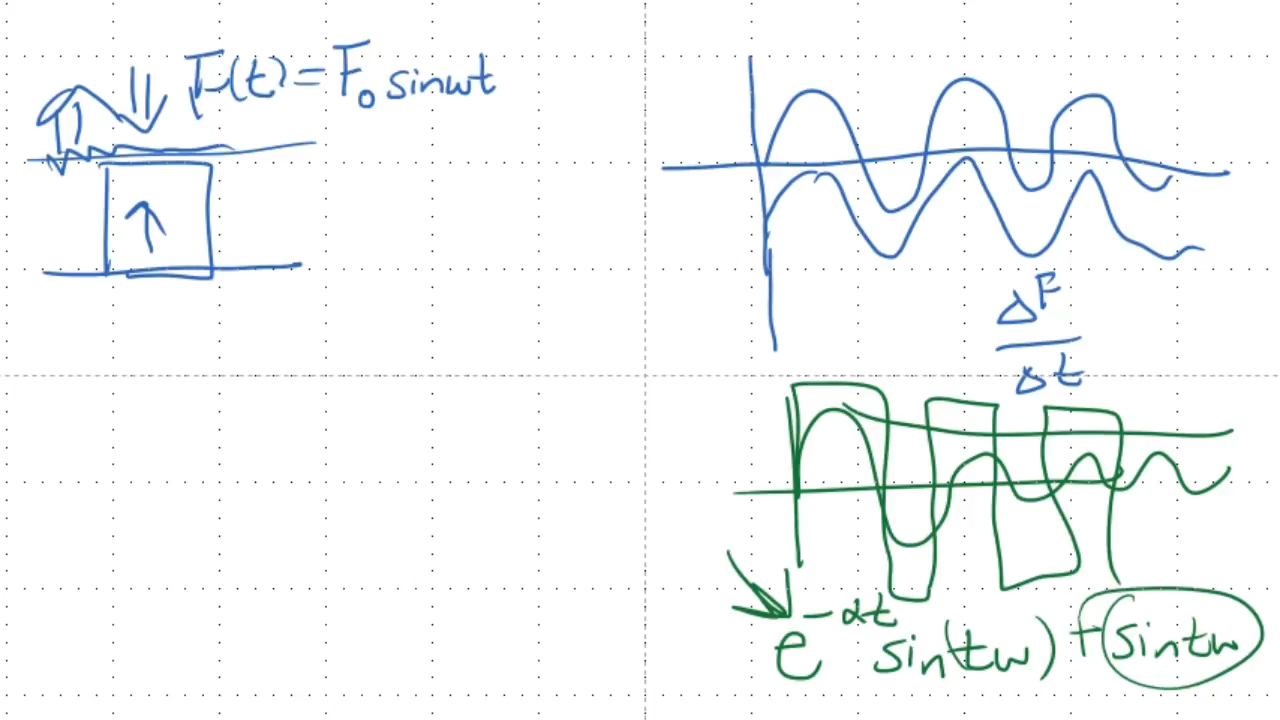 F(t) = F₀ sinωt
ΔF
Δt
e^-αt sin(tω) + (sintω